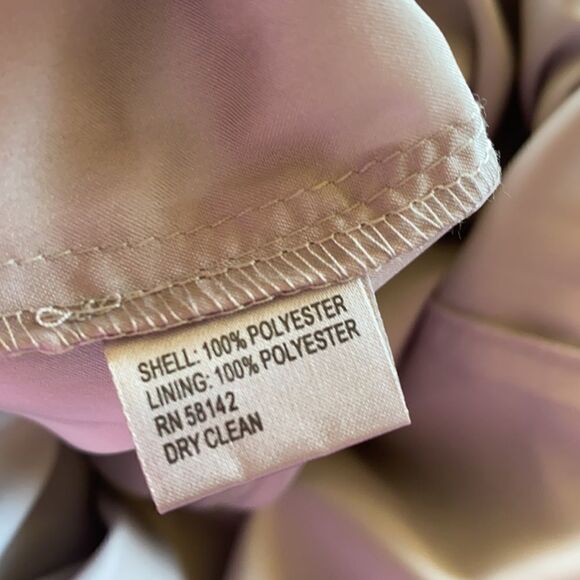 SHELL: 100% POLYESTER
LINING: 100% POLYESTER
RN 58142
DRY CLEAN